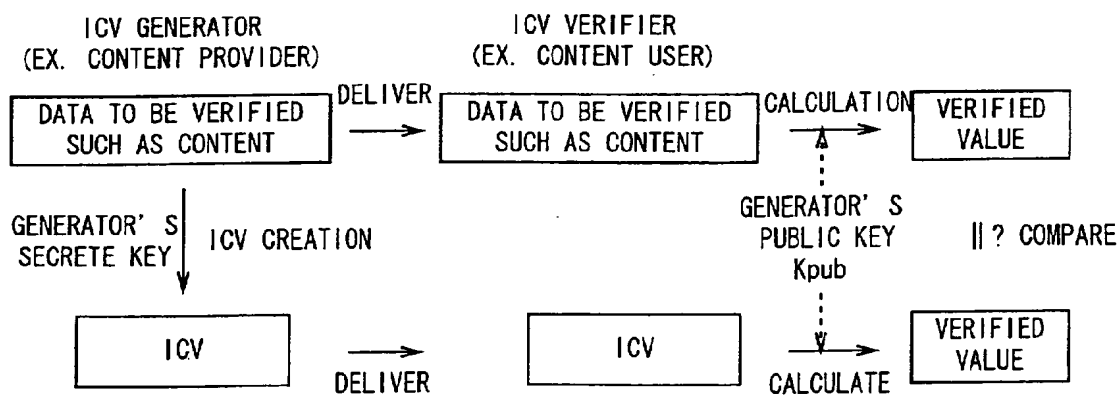 ICV GENERATOR
(EX. CONTENT PROVIDER)
ICV VERIFIER
(EX. CONTENT USER)
DATA TO BE VERIFIED
SUCH AS CONTENT
DELIVER
DATA TO BE VERIFIED
SUCH AS CONTENT
CALCULATION
VERIFIED
VALUE
GENERATOR' S
SECRETE KEY
ICV CREATION
GENERATOR' S
PUBLIC KEY
Kpub
|| ? COMPARE
ICV
DELIVER
ICV
CALCULATE
VERIFIED
VALUE